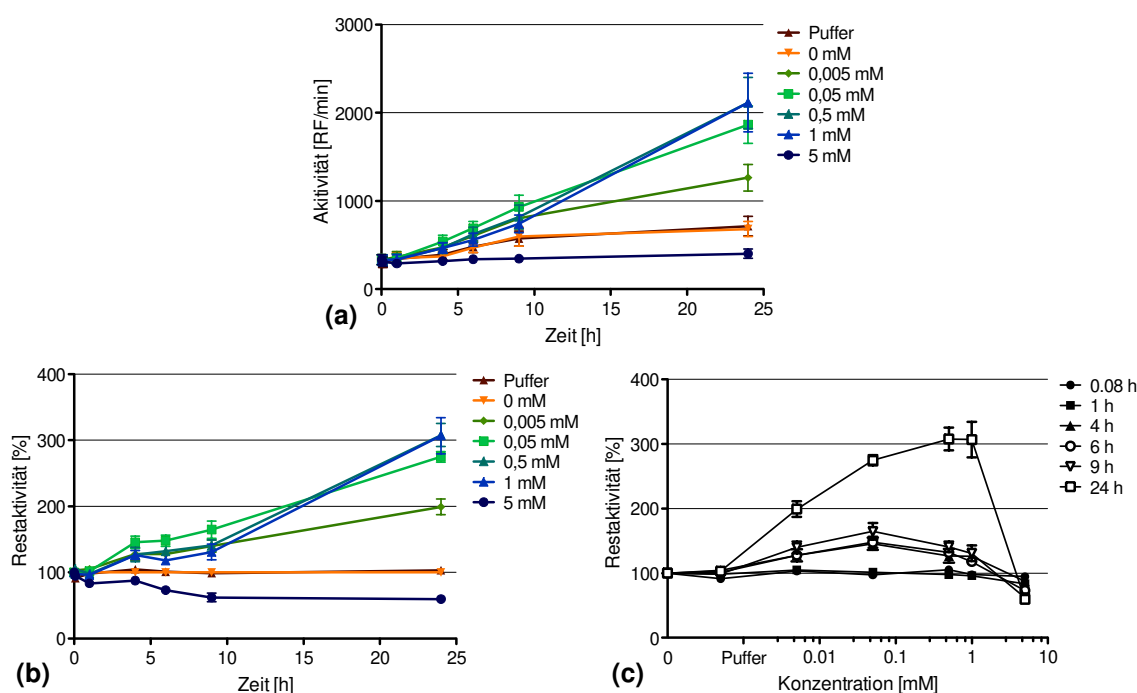 3000
2000
1000
0
Akitivität [RF/min]
0 5 10 15 20 25
Zeit [h]
Puffer
0 mM
0,005 mM
0,05 mM
0,5 mM
1 mM
5 mM
(a)
400
300
200
100
0
Restaktivität [%]
0 5 10 15 20 25
Zeit [h]
Puffer
0 mM
0,005 mM
0,05 mM
0,5 mM
1 mM
5 mM
(b)
400
300
200
100
0
Restaktivität [%]
0 Puffer 0.01 0.1 1 10
Konzentration [mM]
0.08 h
1 h
4 h
6 h
9 h
24 h
(c)